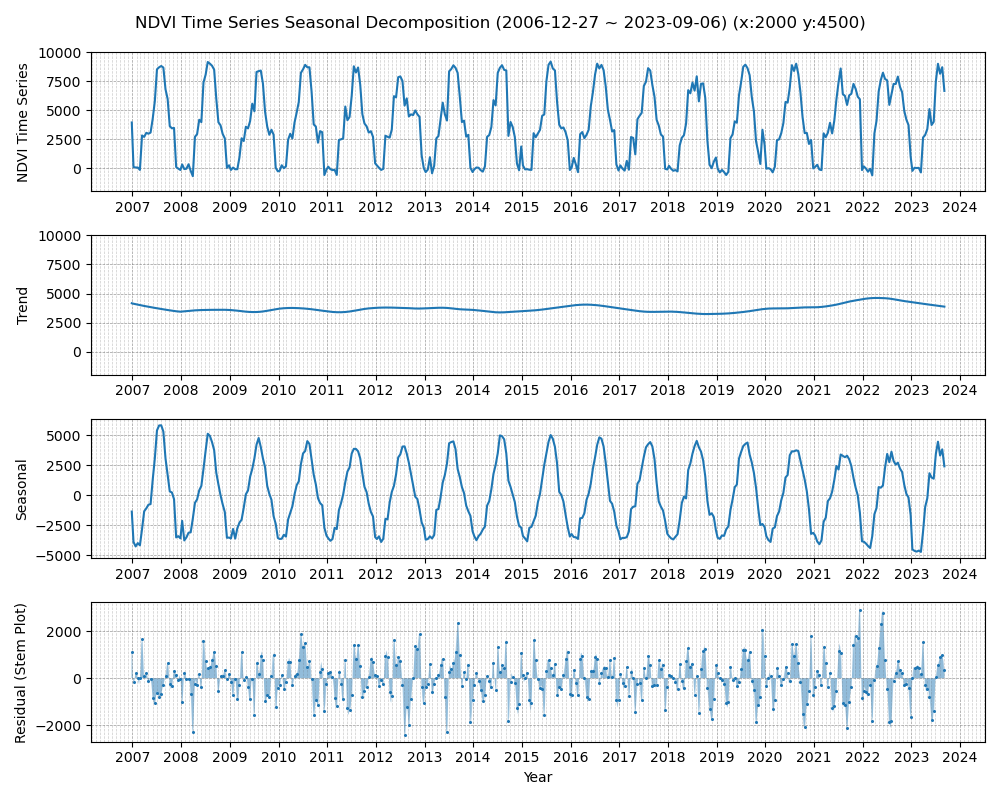 NDVI Time Series Seasonal Decomposition (2006-12-27 ~ 2023-09-06) (x:2000 y:4500)
NDVI Time Series
10000
7500
5000
2500
0
2007 2008 2009 2010 2011 2012 2013 2014 2015 2016 2017 2018 2019 2020 2021 2022 2023 2024
Trend
10000
7500
5000
2500
0
2007 2008 2009 2010 2011 2012 2013 2014 2015 2016 2017 2018 2019 2020 2021 2022 2023 2024
Seasonal
5000
2500
0
−2500
−5000
2007 2008 2009 2010 2011 2012 2013 2014 2015 2016 2017 2018 2019 2020 2021 2022 2023 2024
Residual (Stem Plot)
2000
0
−2000
2007 2008 2009 2010 2011 2012 2013 2014 2015 2016 2017 2018 2019 2020 2021 2022 2023 2024
Year